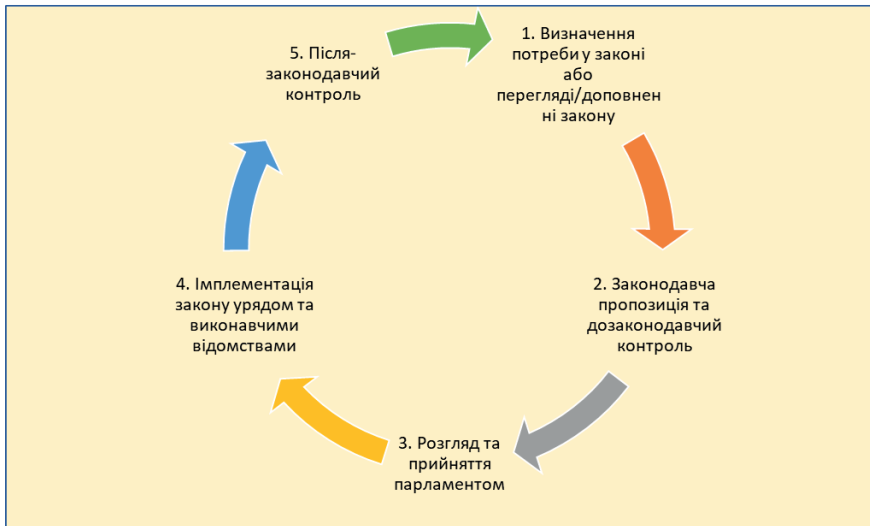 1. Визначення
потреби у законі
або
перегляді/доповнен
ні закону
2. Законодавча
пропозиція та
дозаконодавчий
контроль
3. Розгляд та
прийняття
парламентом
4. Імплементація
закону урядом та
виконавчими
відомствами
5. Після-
законодавчий
контроль